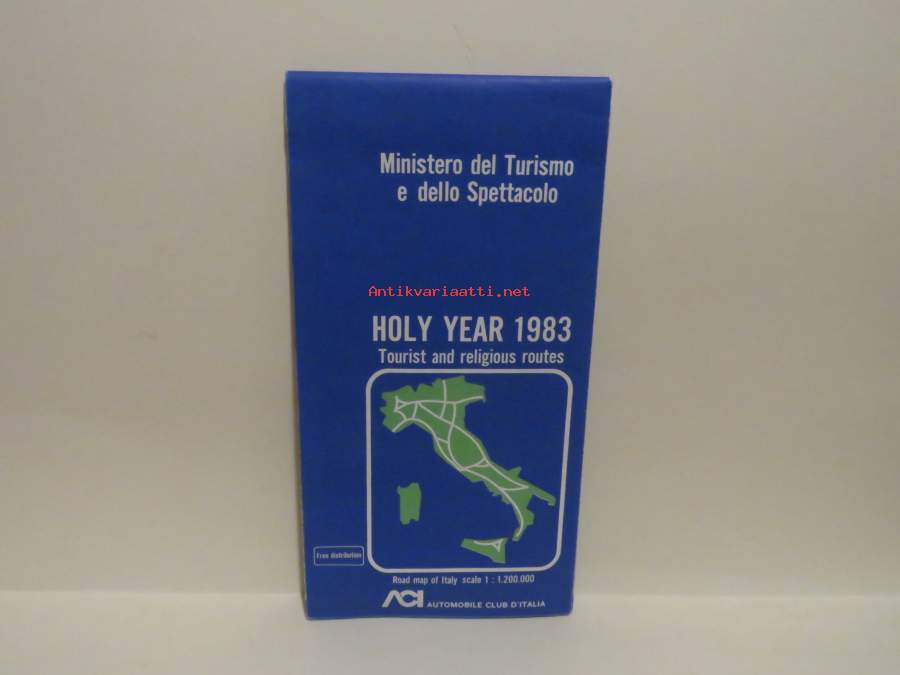 Ministero del Turismo
e dello Spettacolo
Antikvariaatti.net
HOLY YEAR 1983
Tourist and religious routes
Free distribution
Road map of Italy scale 1 : 1.200.000
ACI AUTOMOBILE CLUB D'ITALIA